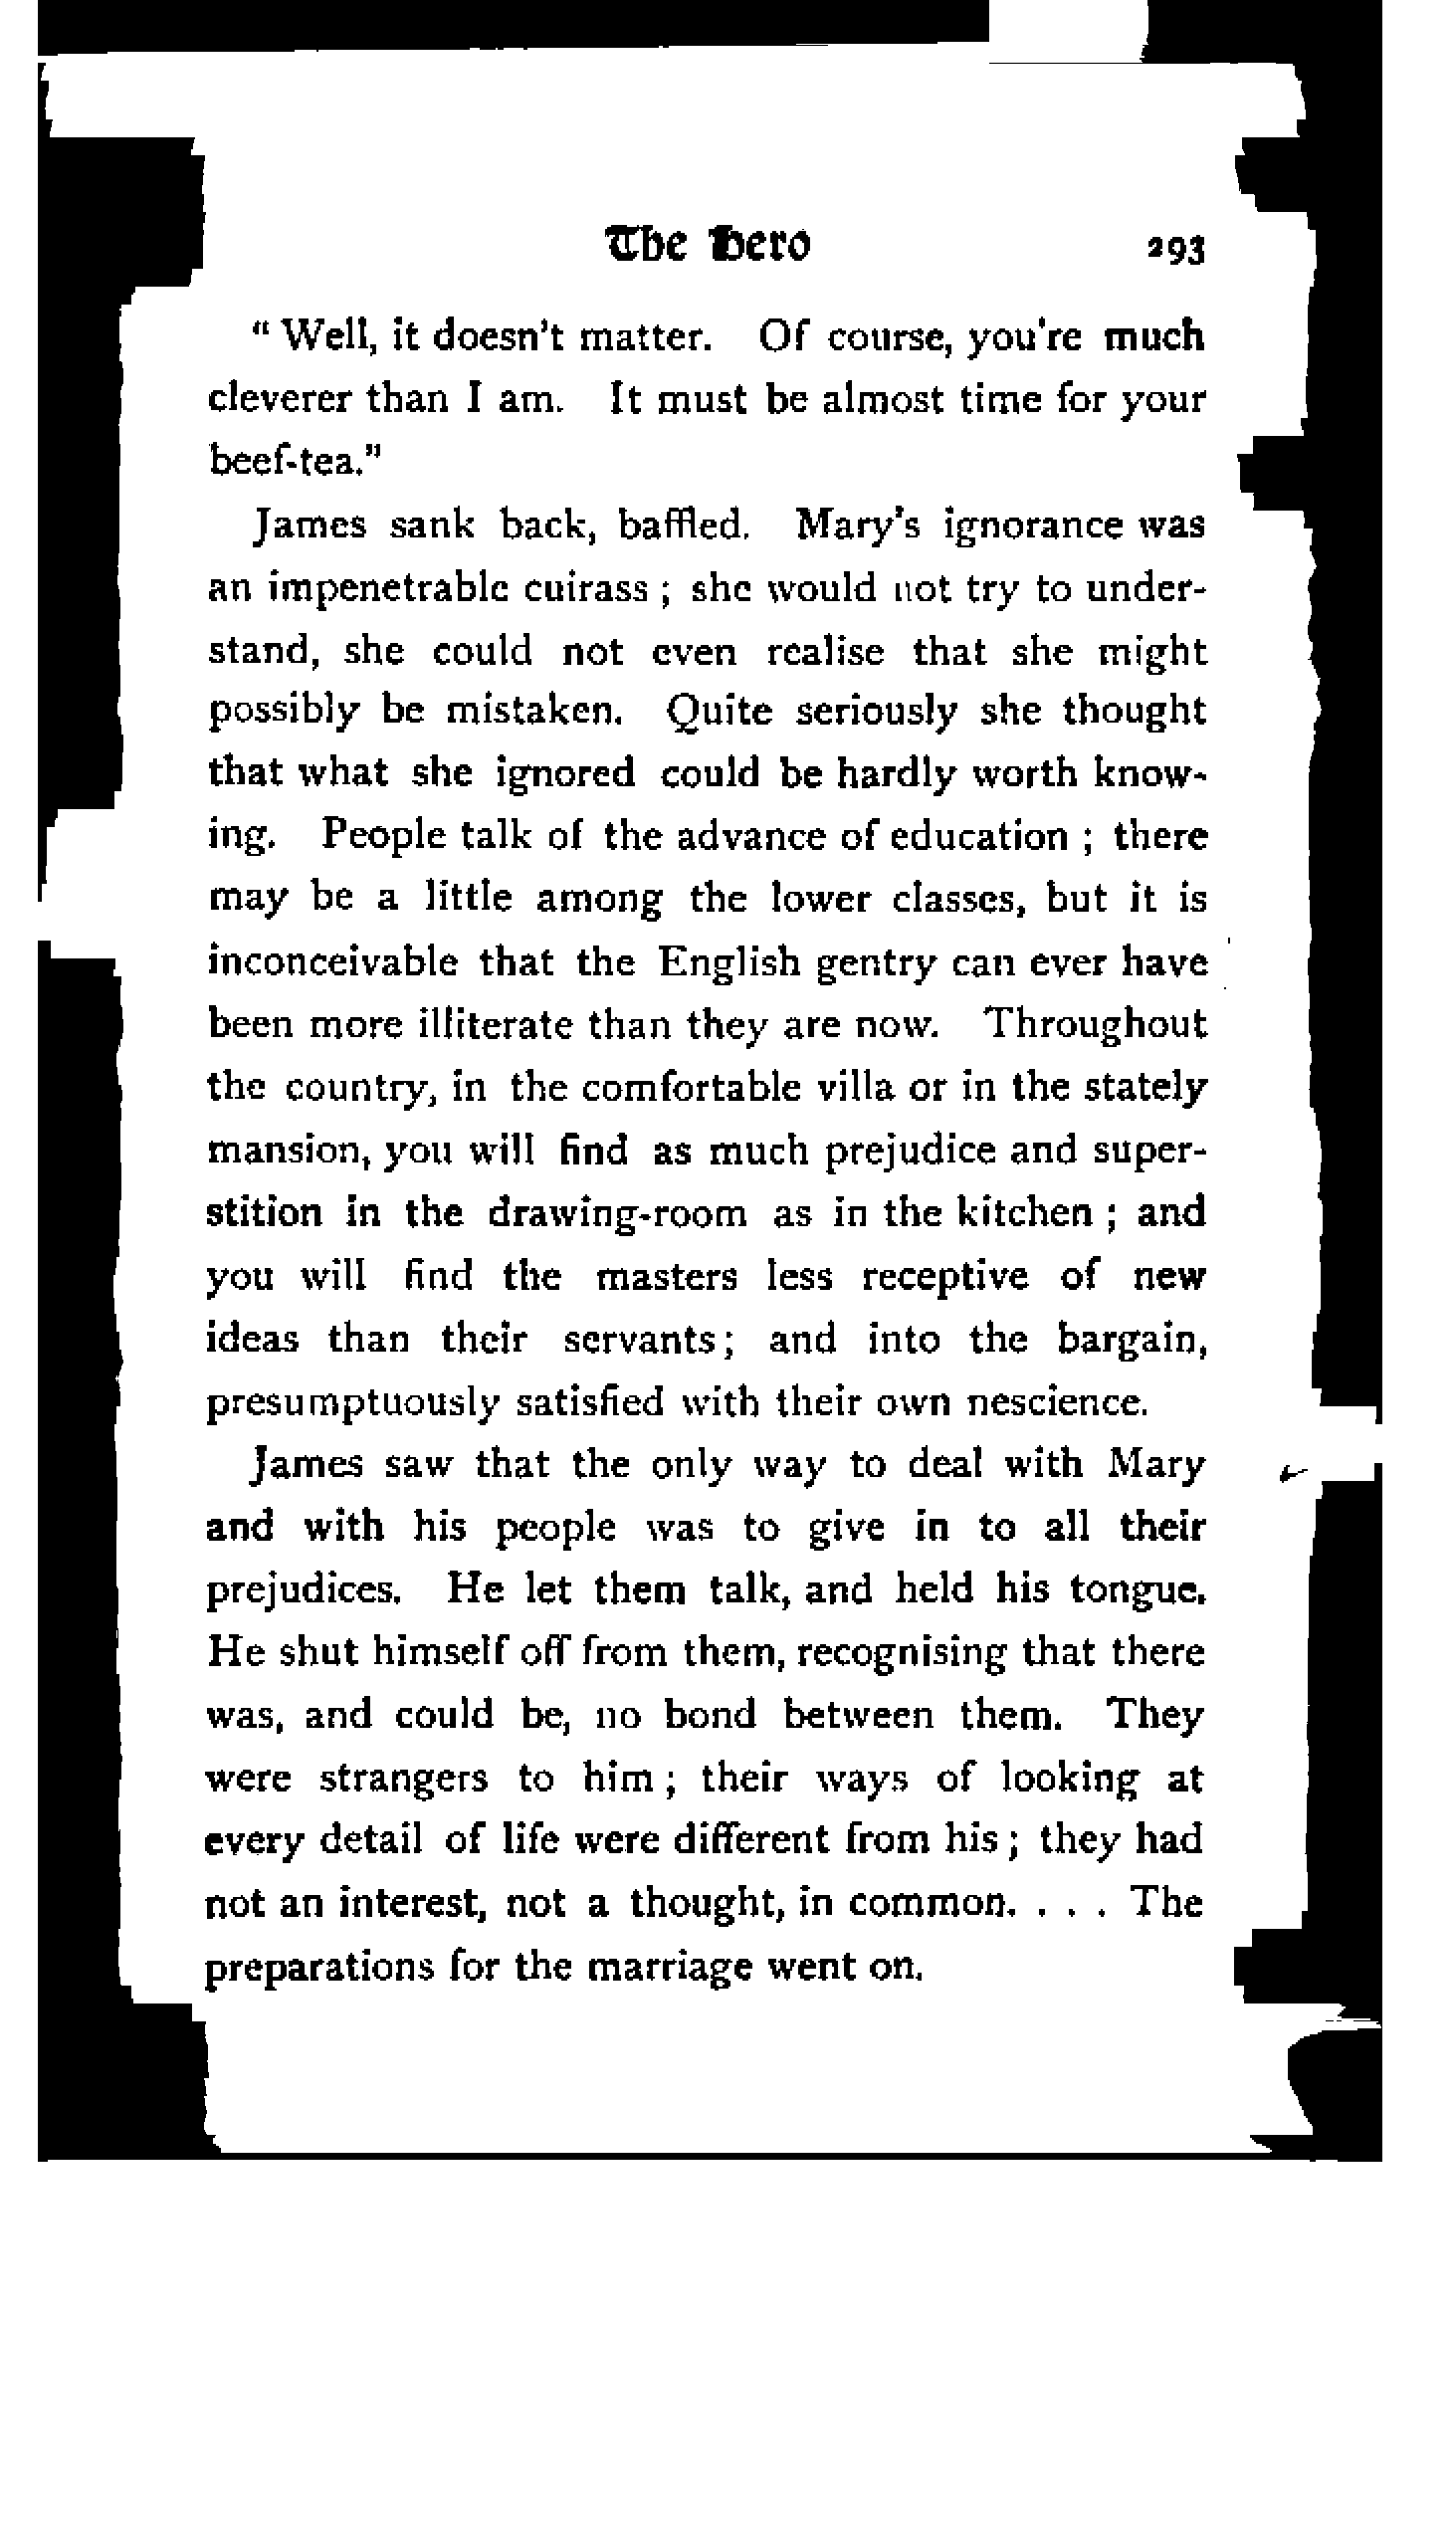 The Hero 293
" Well, it doesn't matter. Of course, you're much
cleverer than I am. It must be almost time for your
beef-tea."
James sank back, baffled. Mary's ignorance was
an impenetrable cuirass ; she would not try to under-
stand, she could not even realise that she might
possibly be mistaken. Quite seriously she thought
that what she ignored could be hardly worth know-
ing. People talk of the advance of education ; there
may be a little among the lower classes, but it is
inconceivable that the English gentry can ever have
been more illiterate than they are now. Throughout
the country, in the comfortable villa or in the stately
mansion, you will find as much prejudice and super-
stition in the drawing-room as in the kitchen ; and
you will find the masters less receptive of new
ideas than their servants; and into the bargain,
presumptuously satisfied with their own nescience.
James saw that the only way to deal with Mary
and with his people was to give in to all their
prejudices. He let them talk, and held his tongue.
He shut himself off from them, recognising that there
was, and could be, no bond between them. They
were strangers to him ; their ways of looking at
every detail of life were different from his ; they had
not an interest, not a thought, in common. . . . The
preparations for the marriage went on.